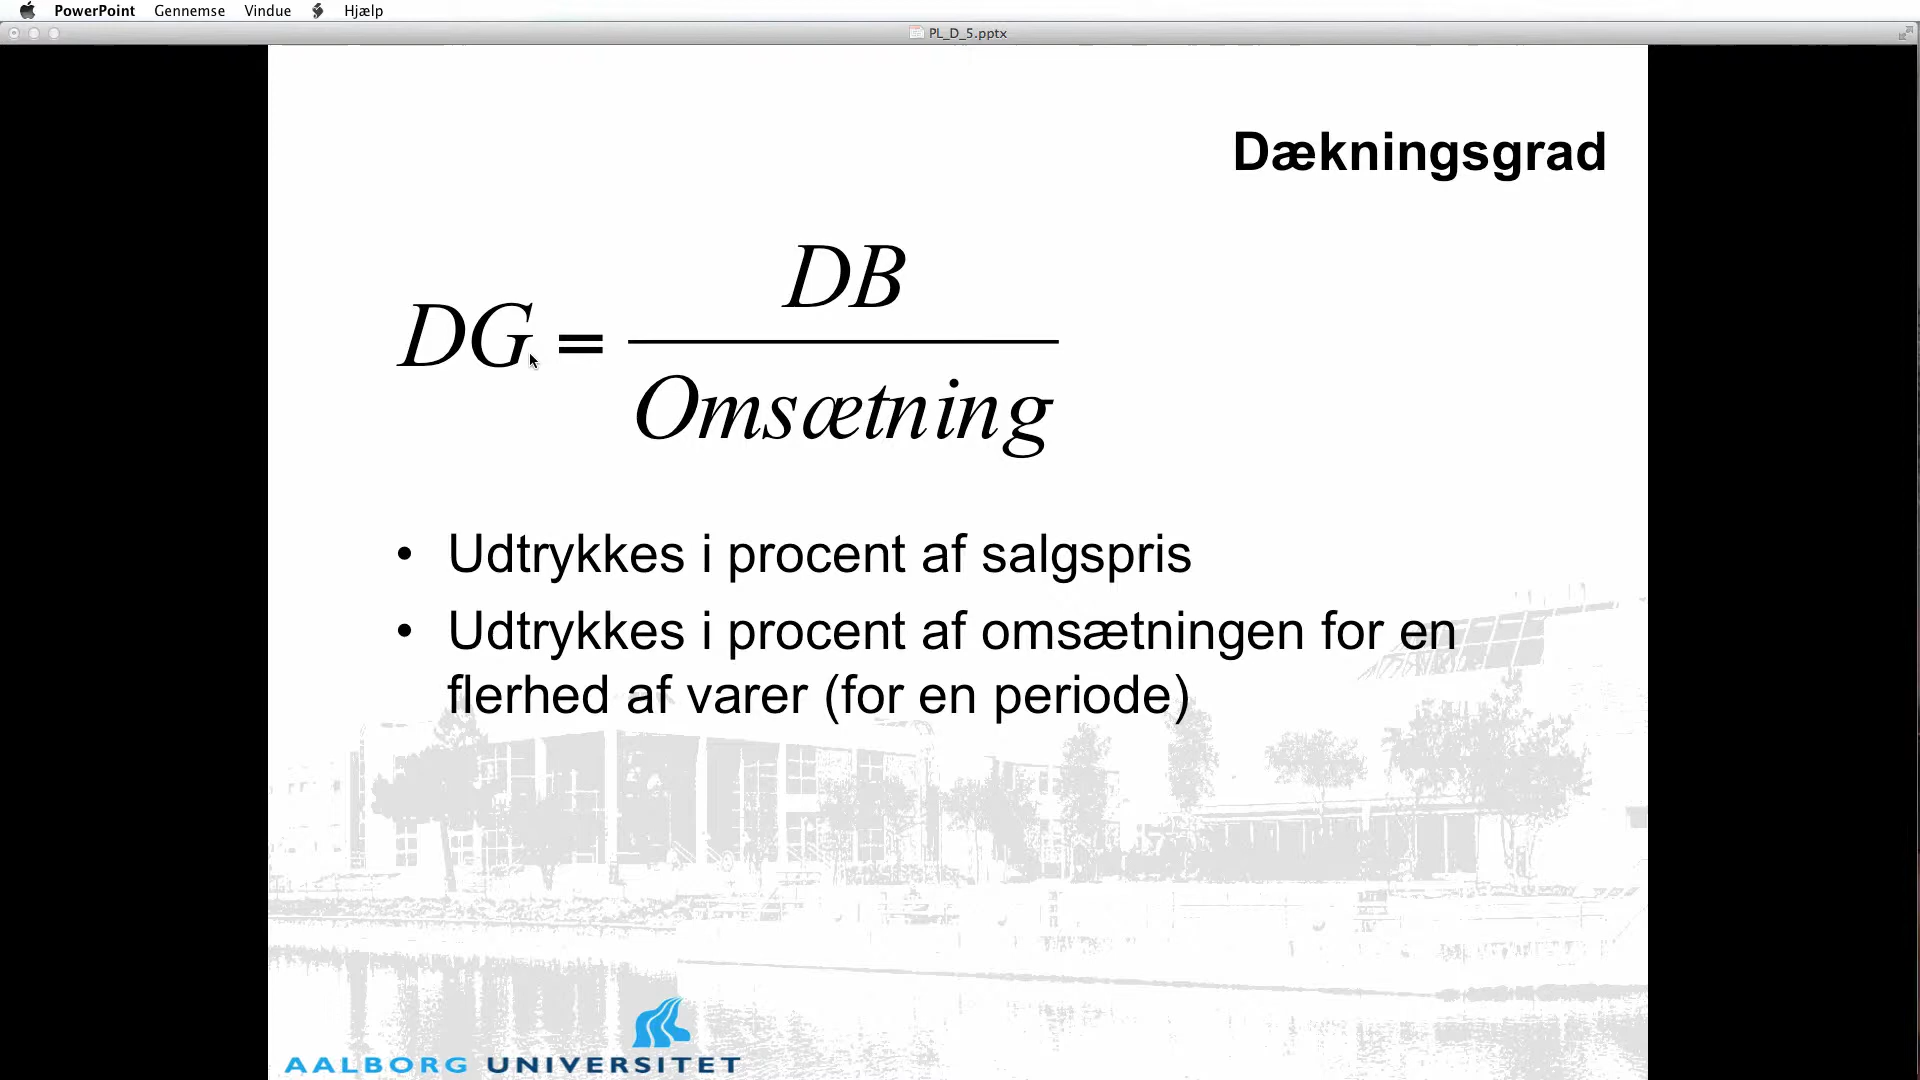 PowerPoint Gennemse Vindue Hjælp
PL_D_5.pptx
Dækningsgrad
DG = DB / Omsætning
• Udtrykkes i procent af salgspris
• Udtrykkes i procent af omsætningen for en
flerhed af varer (for en periode)
AALBORG UNIVERSITET